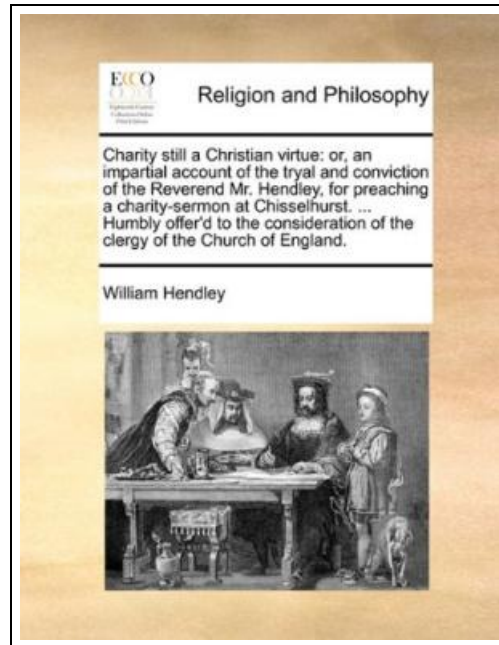 ECCO
Religion and Philosophy
Charity still a Christian virtue: or, an
impartial account of the tryal and conviction
of the Reverend Mr. Hendley, for preaching
a charity-sermon at Chisselhurst. ...
Humbly offer'd to the consideration of the
clergy of the Church of England.
William Hendley